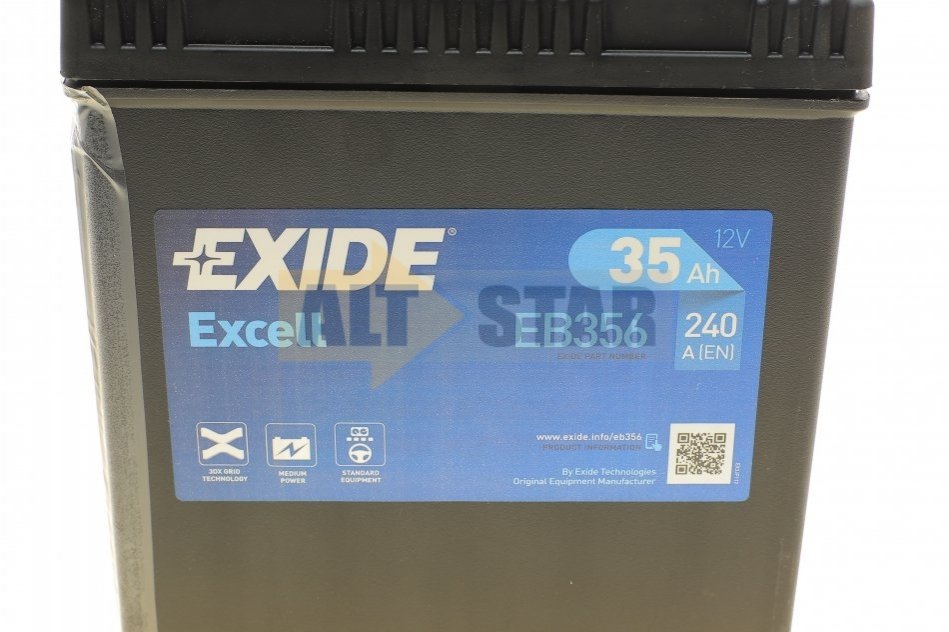 EXIDE®
35 Ah
12V
Excell
EB356
EXIDE PART NUMBER
240
A (EN)
ALT STAR
3DX GRID
TECHNOLOGY
MEDIUM
POWER
STANDARD
EQUIPMENT
www.exide.info/eb356
PRODUCT INFORMATION
By Exide Technologies
Original Equipment Manufacturer